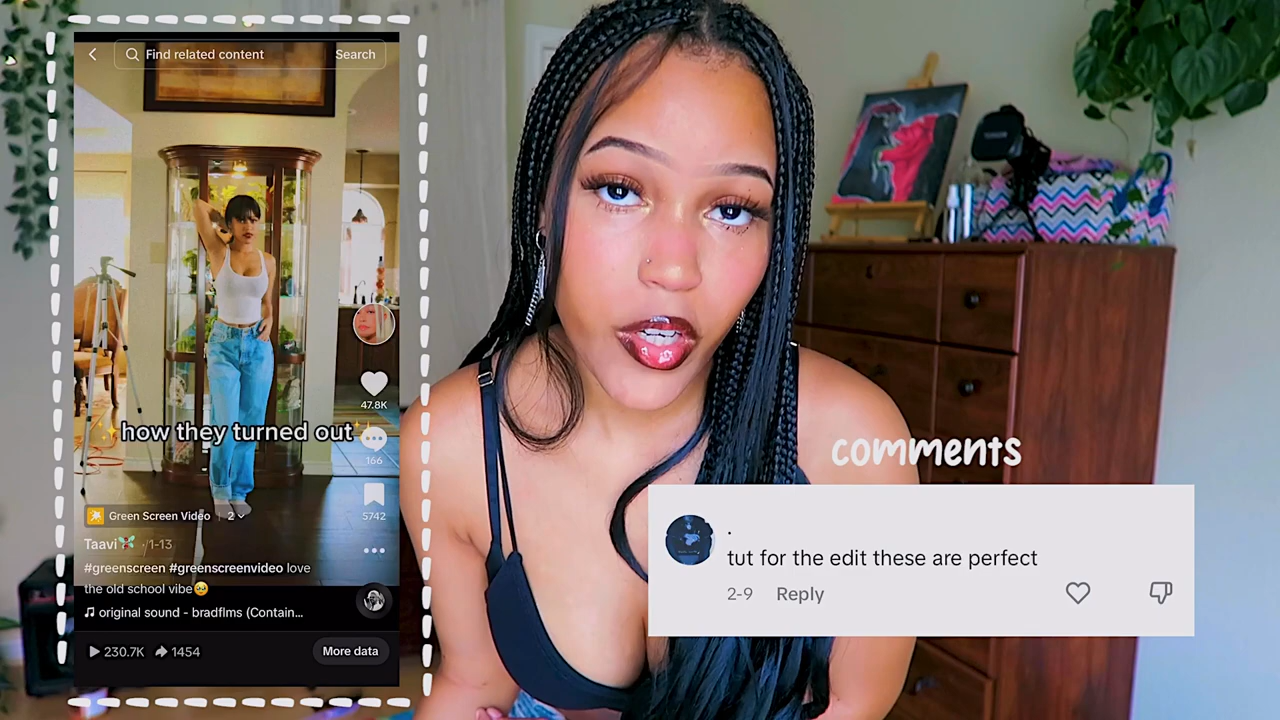 Find related content
Search
47.8K
✨how they turned out✨
166
Green Screen Video | 2
5742
Taavi🧚🏽 · 1-13
#greenscreen #greenscreenvideo love
the old school vibe🥹
original sound - bradflms (Contain...
230.7K
1454
More data
comments
.
tut for the edit these are perfect
2-9 Reply